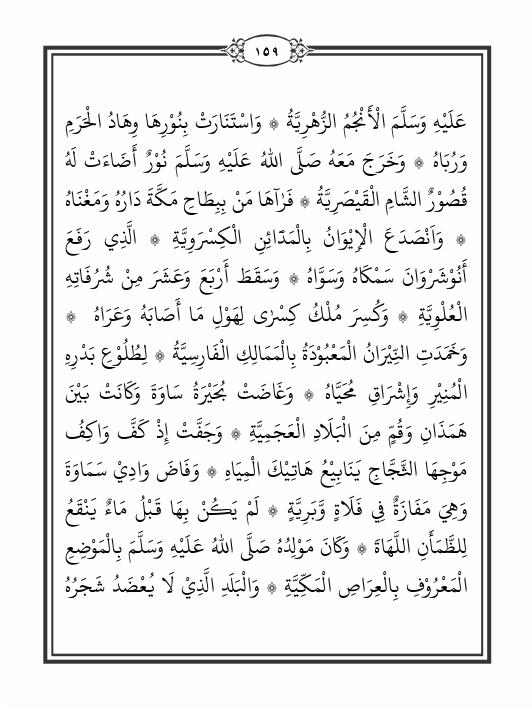 ١٥٩
عَلَيْهِ وَسَلَّمَ الْأَنْجُمُ الزُّهْرِيَّةُ ۞ وَاسْتَنَارَتْ بِنُوْرِهَا وِهَادُ الْحَرَمِ
وَرُبَاهُ ۞ وَخَرَجَ مَعَهُ صَلَّى اللهُ عَلَيْهِ وَسَلَّمَ نُوْرٌ أَضَاءَتْ لَهُ
قُصُوْرُ الشَّامِ الْقَيْصَرِيَّةُ ۞ فَرَآهَا مَنْ بِبِطَاحِ مَكَّةَ دَارُهُ وَمَغْنَاهُ
۞ وَانْصَدَعَ الْإِيْوَانُ بِالْمَدَائِنِ الْكِسْرَوِيَّةِ ۞ الَّذِي رَفَعَ
أَنُوْشَرْوَانَ سَمْكَاهُ وَسَوَّاهُ ۞ وَسَقَطَ أَرْبَعَ وَعَشَرَ مِنْ شُرُفَاتِهِ
الْعُلْوِيَّةِ ۞ وَكُسِرَ مُلْكُ كِسْرٰى لِهَوْلِ مَا أَصَابَهُ وَعَرَاهُ ۞
وَخَمَدَتِ النِّيْرَانُ الْمَعْبُوْدَةُ بِالْمَمَالِكِ الْفَارِسِيَّةُ ۞ لِطُلُوْعِ بَدْرِهِ
الْمُنِيْرِ وَإِشْرَاقِ مُحَيَّاهُ ۞ وَغَاضَتْ بُحَيْرَةُ سَاوَةَ وَكَانَتْ بَيْنَ
هَمَذَانِ وَقُمٍّ مِنَ الْبَلَادِ الْعَجَمِيَّةِ ۞ وَجَفَّتْ إِذْ كَفَّ وَاكِفُ
مَوْجِهَا الثَّجَّاجِ يَنَابِيْعُ هَاتِيْكَ الْمِيَاهِ ۞ وَفَاضَ وَادِيْ سَمَاوَةَ
وَهِيَ مَفَازَةٌ فِي فَلَاةٍ وَّبَرِيَّةٍ ۞ لَمْ يَكُنْ بِهَا قَبْلُ مَاءٌ يَنْقَعُ
لِلظَّمَأَنِ اللَّهَاةَ ۞ وَكَانَ مَوْلِدُهُ صَلَّى اللهُ عَلَيْهِ وَسَلَّمَ بِالْمَوْضِعِ
الْمَعْرُوْفِ بِالْعِرَاصِ الْمَكِّيَّةِ ۞ وَالْبَلَدِ الَّذِيْ لَا يُعْضَدُ شَجَرُهُ